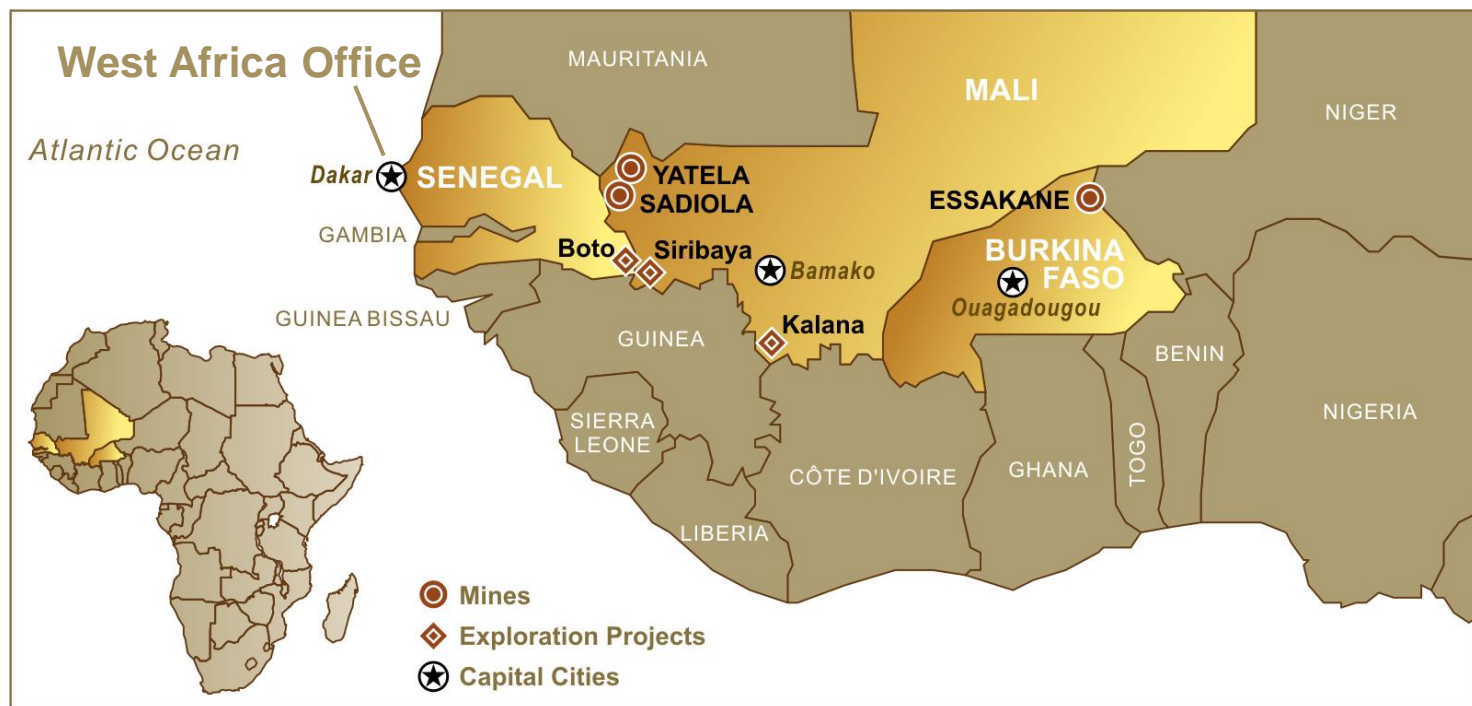 West Africa Office
MAURITANIA
MALI
NIGER
Atlantic Ocean
Dakar
SENEGAL
YATELA
SADIOLA
ESSAKANE
GAMBIA
Boto
Siribaya
Bamako
BURKINA
FASO
Ouagadougou
GUINEA BISSAU
GUINEA
Kalana
BENIN
SIERRA
LEONE
CÔTE D'IVOIRE
GHANA
TOGO
NIGERIA
LIBERIA
Mines
Exploration Projects
Capital Cities